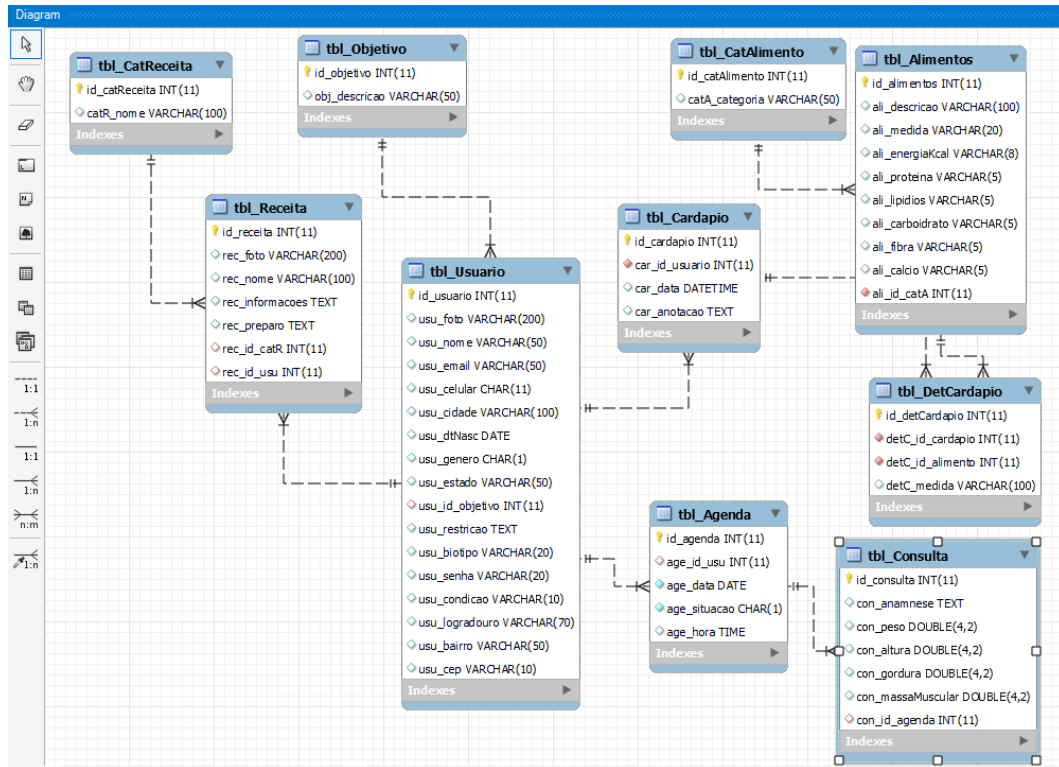 Diagram
tbl_CatReceita
id_catReceita INT(11)
catR_nome VARCHAR(100)
Indexes
tbl_Objetivo
id_objetivo INT(11)
obj_descricao VARCHAR(50)
Indexes
tbl_CatAlimento
id_catAlimento INT(11)
catA_categoria VARCHAR(50)
Indexes
tbl_Alimentos
id_alimentos INT(11)
ali_descricao VARCHAR(100)
ali_medida VARCHAR(20)
ali_energiaKcal VARCHAR(8)
ali_proteina VARCHAR(5)
ali_lipidios VARCHAR(5)
ali_carboidrato VARCHAR(5)
ali_fibra VARCHAR(5)
ali_calcio VARCHAR(5)
ali_id_catA INT(11)
Indexes
tbl_Receita
id_receita INT(11)
rec_foto VARCHAR(200)
rec_nome VARCHAR(100)
rec_informacoes TEXT
rec_preparo TEXT
rec_id_catR INT(11)
rec_id_usu INT(11)
Indexes
tbl_Usuario
id_usuario INT(11)
usu_foto VARCHAR(200)
usu_nome VARCHAR(50)
usu_email VARCHAR(50)
usu_celular CHAR(11)
usu_cidade VARCHAR(100)
usu_dtNasc DATE
usu_genero CHAR(1)
usu_estado VARCHAR(50)
usu_id_objetivo INT(11)
usu_restricao TEXT
usu_biotipo VARCHAR(20)
usu_senha VARCHAR(20)
usu_condicao VARCHAR(10)
usu_logradouro VARCHAR(70)
usu_bairro VARCHAR(50)
usu_cep VARCHAR(10)
Indexes
tbl_Cardapio
id_cardapio INT(11)
car_id_usuario INT(11)
car_data DATETIME
car_anotacao TEXT
Indexes
tbl_DetCardapio
id_detCardapio INT(11)
detC_id_cardapio INT(11)
detC_id_alimento INT(11)
detC_medida VARCHAR(100)
Indexes
tbl_Agenda
id_agenda INT(11)
age_id_usu INT(11)
age_data DATE
age_situacao CHAR(1)
age_hora TIME
Indexes
tbl_Consulta
id_consulta INT(11)
con_anamnese TEXT
con_peso DOUBLE(4,2)
con_altura DOUBLE(4,2)
con_gordura DOUBLE(4,2)
con_massaMuscular DOUBLE(4,2)
con_id_agenda INT(11)
Indexes
1:1
1:n
1:1
1:n
n:m
1:n